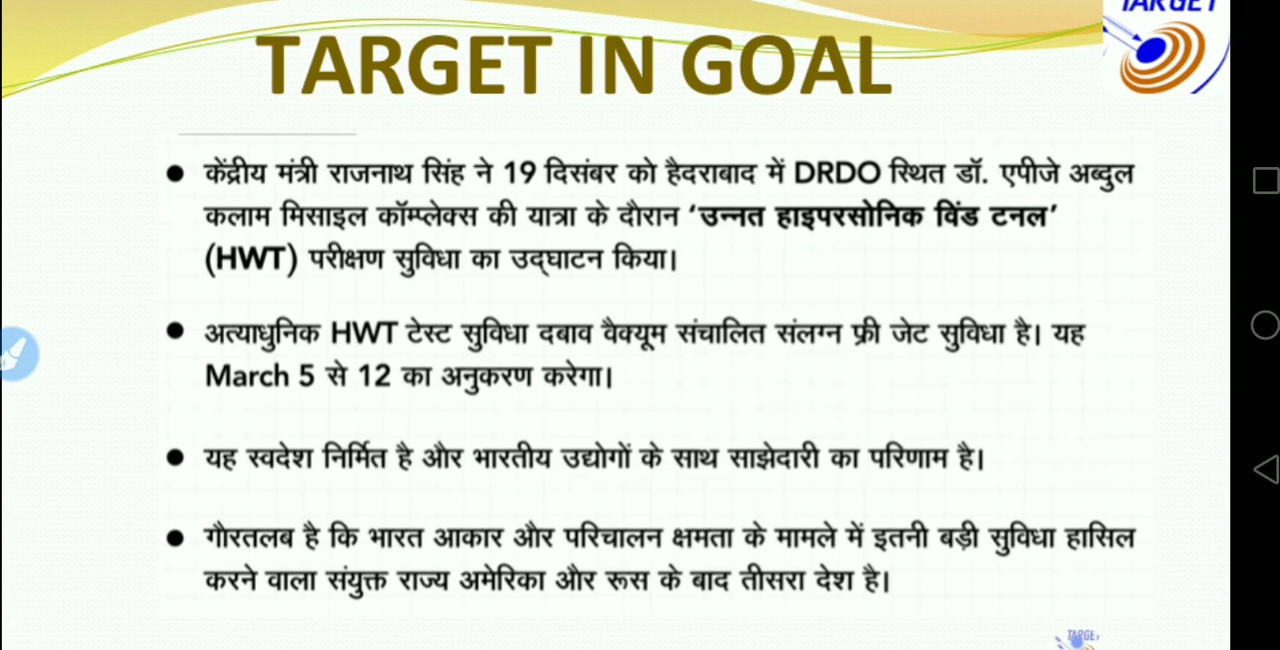 TARGET
TARGET IN GOAL
● केंद्रीय मंत्री राजनाथ सिंह ने 19 दिसंबर को हैदराबाद में DRDO स्थित डॉ. एपीजे अब्दुल
कलाम मिसाइल कॉम्प्लेक्स की यात्रा के दौरान ‘उन्नत हाइपरसोनिक विंड टनल’
(HWT) परीक्षण सुविधा का उद्घाटन किया।
● अत्याधुनिक HWT टेस्ट सुविधा दबाव वैक्यूम संचालित संलग्न फ्री जेट सुविधा है। यह
March 5 से 12 का अनुकरण करेगा।
● यह स्वदेश निर्मित है और भारतीय उद्योगों के साथ साझेदारी का परिणाम है।
● गौरतलब है कि भारत आकार और परिचालन क्षमता के मामले में इतनी बड़ी सुविधा हासिल
करने वाला संयुक्त राज्य अमेरिका और रूस के बाद तीसरा देश है।
TARGET